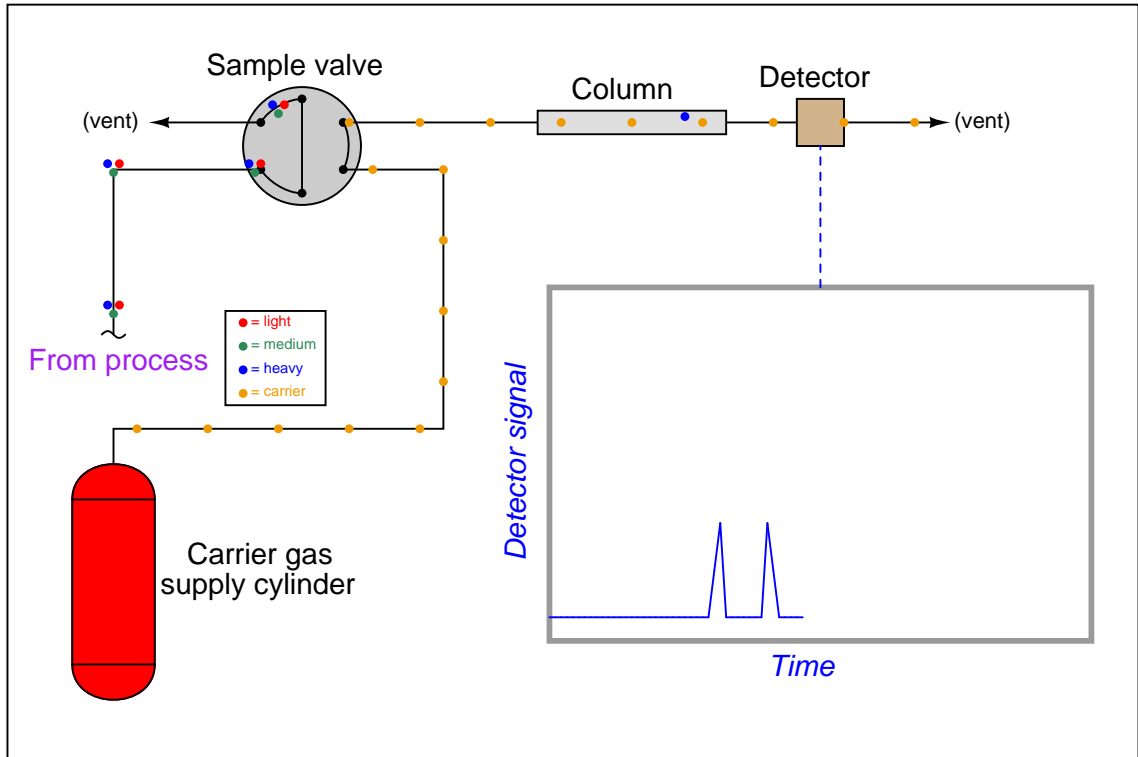 Sample valve
Column
Detector
(vent)
(vent)
= light
= medium
= heavy
= carrier
From process
Detector signal
Carrier gas
supply cylinder
Time